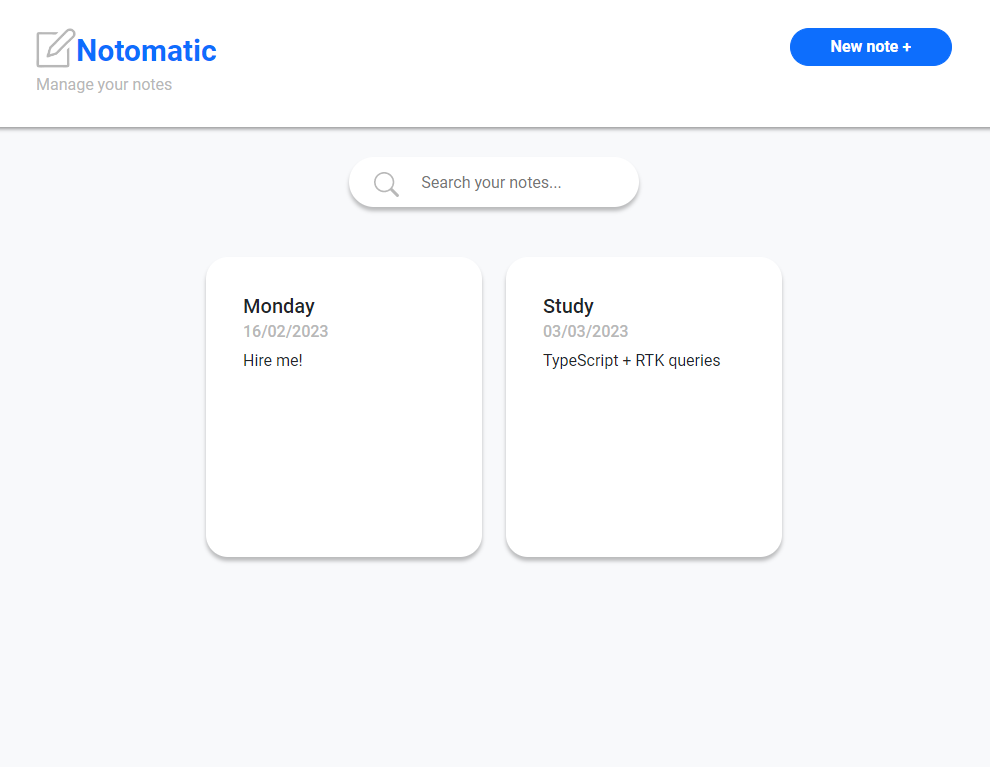 Notomatic
Manage your notes
New note +
Search your notes...
Monday
16/02/2023
Hire me!
Study
03/03/2023
TypeScript + RTK queries